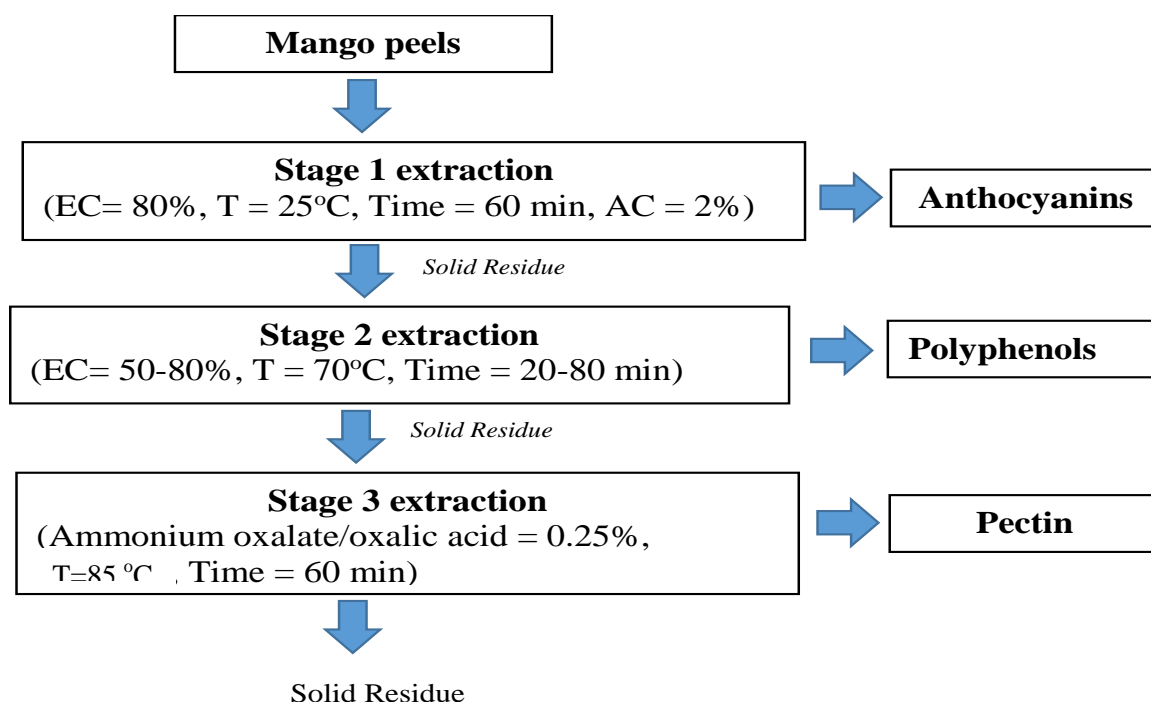 Mango peels
Stage 1 extraction
(EC= 80%, T = 25°C, Time = 60 min, AC = 2%)
Anthocyanins
Solid Residue
Stage 2 extraction
(EC= 50-80%, T = 70°C, Time = 20-80 min)
Polyphenols
Solid Residue
Stage 3 extraction
(Ammonium oxalate/oxalic acid = 0.25%,
T=85 °C , Time = 60 min)
Pectin
Solid Residue